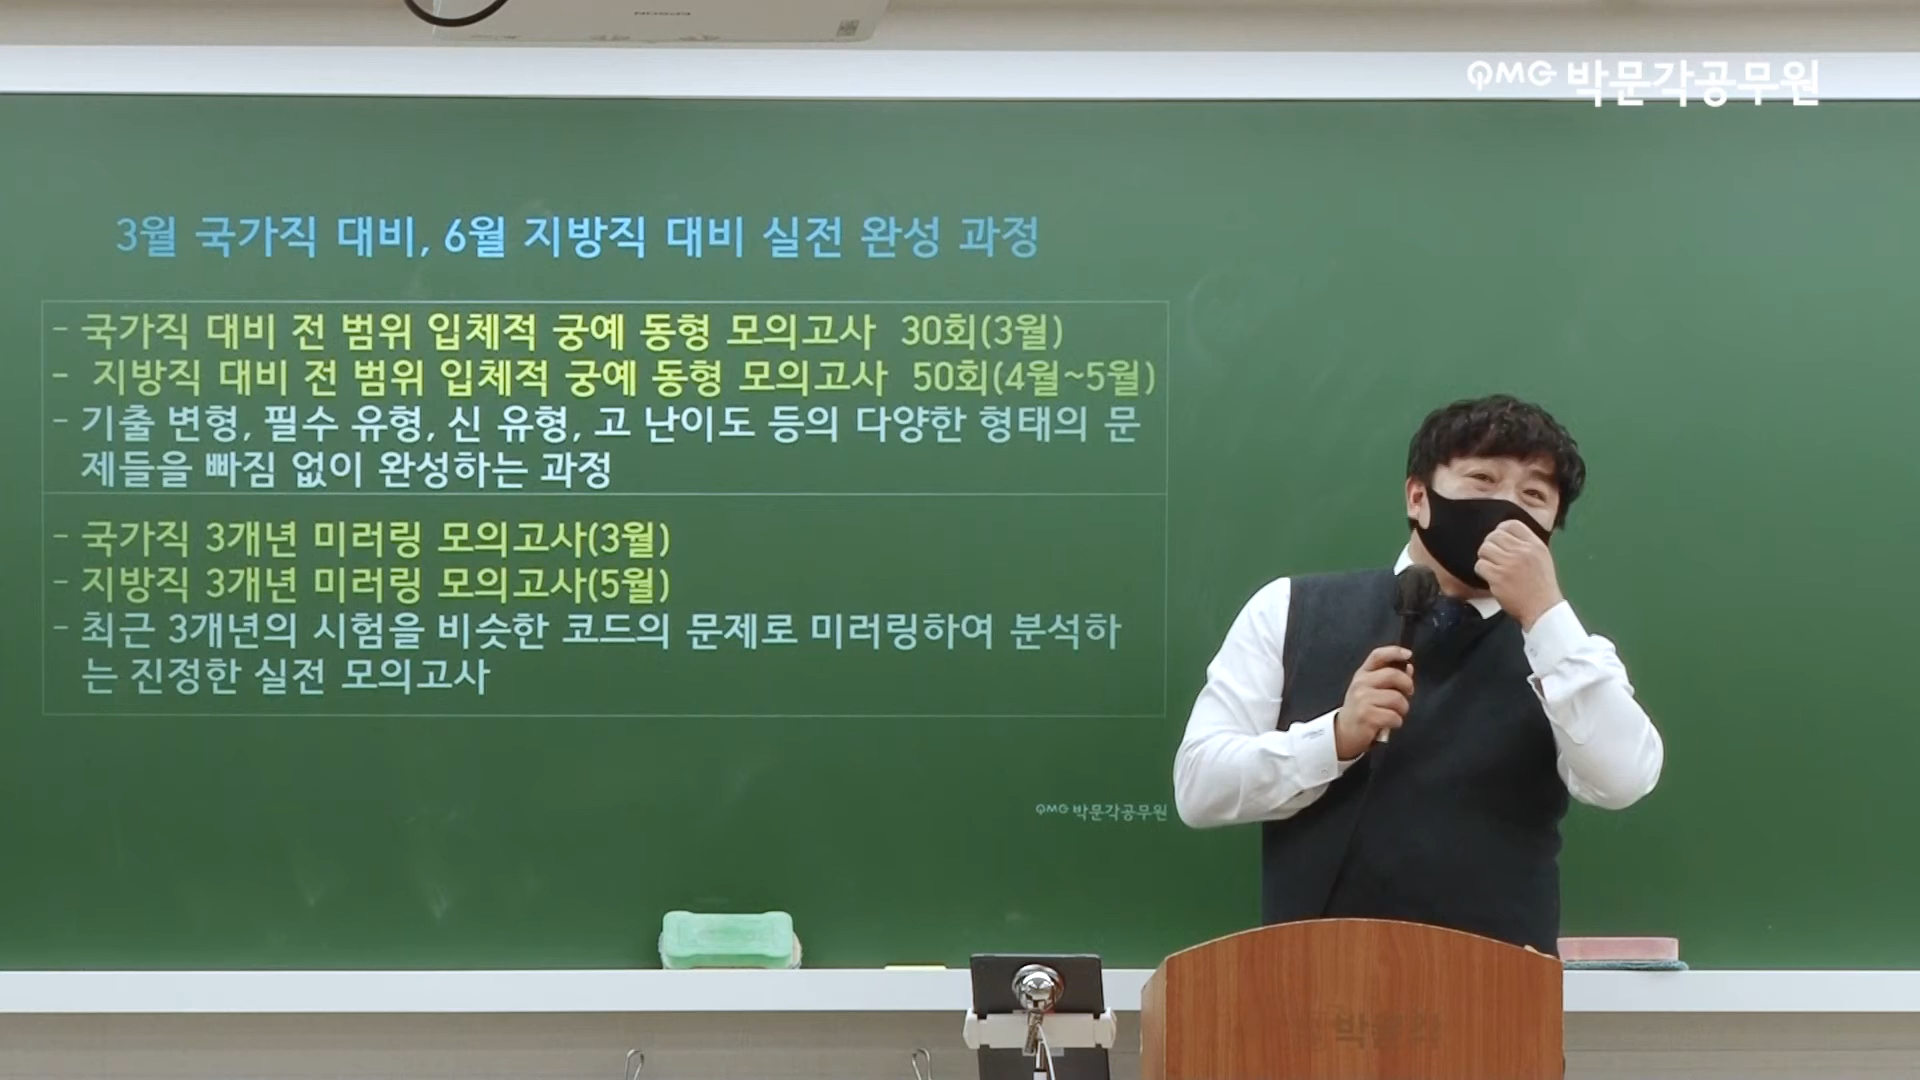 EPSON
PMG 박문각공무원
3월 국가직 대비, 6월 지방직 대비 실전 완성 과정
- 국가직 대비 전 범위 입체적 궁예 동형 모의고사 30회(3월)
- 지방직 대비 전 범위 입체적 궁예 동형 모의고사 50회(4월~5월)
- 기출 변형, 필수 유형, 신 유형, 고 난이도 등의 다양한 형태의 문
제들을 빠짐 없이 완성하는 과정
- 국가직 3개년 미러링 모의고사(3월)
- 지방직 3개년 미러링 모의고사(5월)
- 최근 3개년의 시험을 비슷한 코드의 문제로 미러링하여 분석하
는 진정한 실전 모의고사
PMG 박문각공무원
박문각